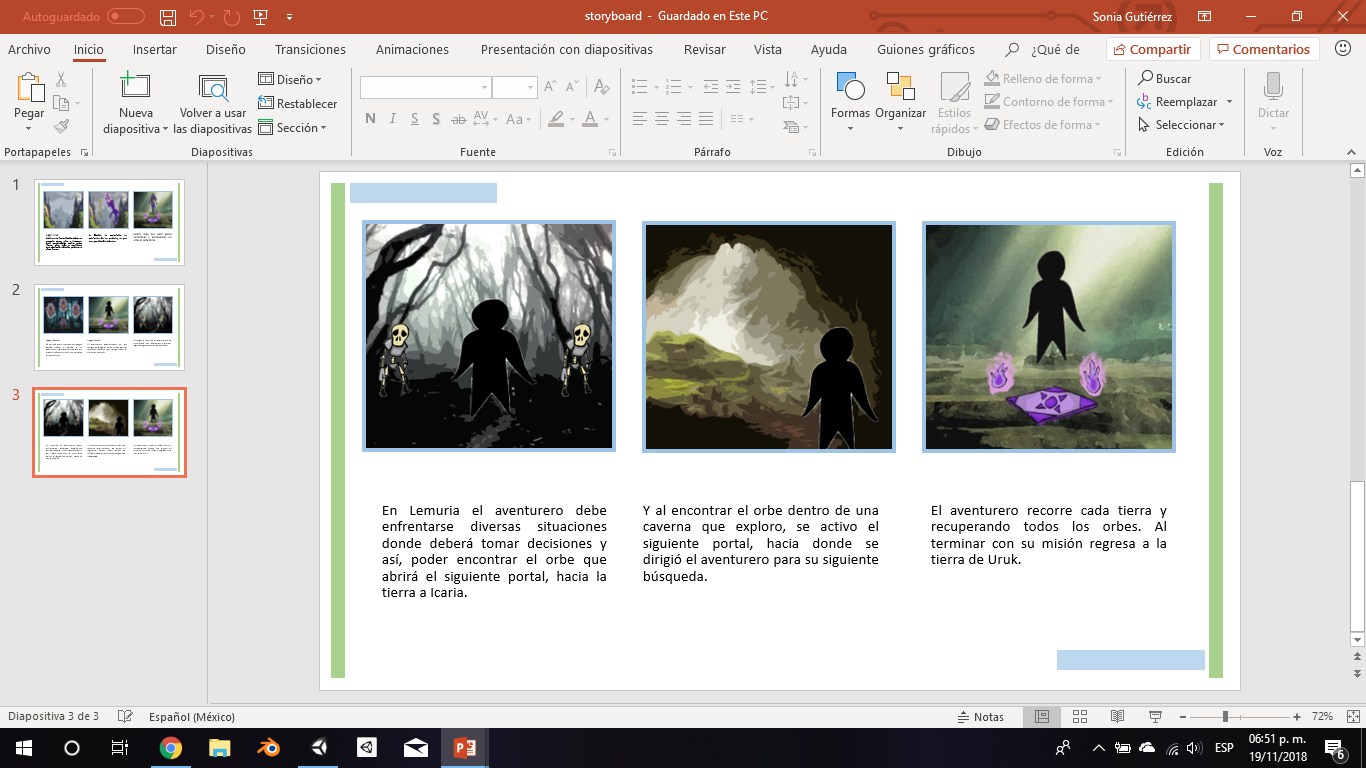 Autoguardado
storyboard - Guardado en Este PC
Sonia Gutiérrez
Archivo Inicio Insertar Diseño Transiciones Animaciones Presentación con diapositivas Revisar Vista Ayuda Guiones gráficos ¿Qué de Compartir Comentarios
Pegar
Portapapeles
Nueva
diapositiva
Volver a usar
las diapositivas
Diseño
Restablecer
Sección
Diapositivas
N K S S ab AV Aa A
Fuente
Párrafo
Formas
Organizar
Estilos
rápidos
Relleno de forma
Contorno de forma
Efectos de forma
Dibujo
Buscar
Reemplazar
Seleccionar
Edición
Dictar
Voz
1
2
3
En Lemuria el aventurero debe
enfrentarse diversas situaciones
donde deberá tomar decisiones y
así, poder encontrar el orbe que
abrirá el siguiente portal, hacia la
tierra a Icaria.
Y al encontrar el orbe dentro de una
caverna que exploro, se activo el
siguiente portal, hacia donde se
dirigió el aventurero para su siguiente
búsqueda.
El aventurero recorre cada tierra y
recuperando todos los orbes. Al
terminar con su misión regresa a la
tierra de Uruk.
Diapositiva 3 de 3 Español (México) Notas 72%
ESP
06:51 p. m.
19/11/2018
6